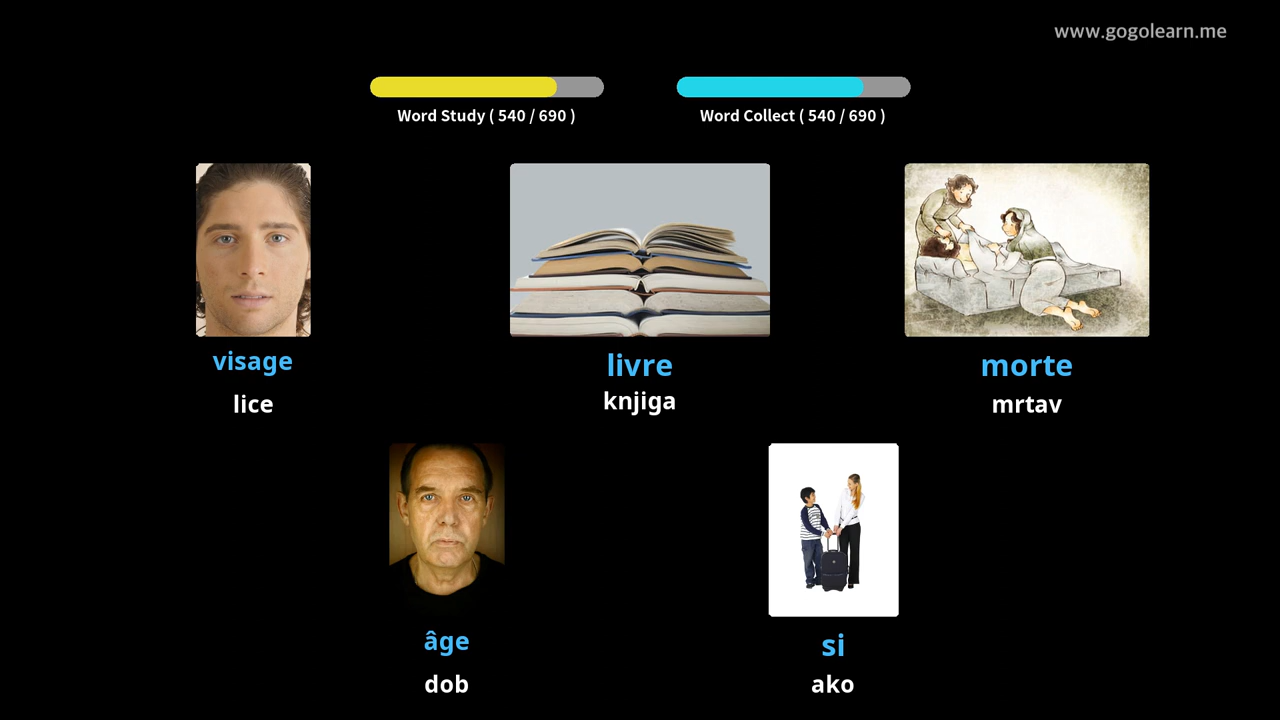 www.gogolearn.me
Word Study ( 540 / 690 )
Word Collect ( 540 / 690 )
visage
lice
livre
knjiga
morte
mrtav
âge
dob
si
ako